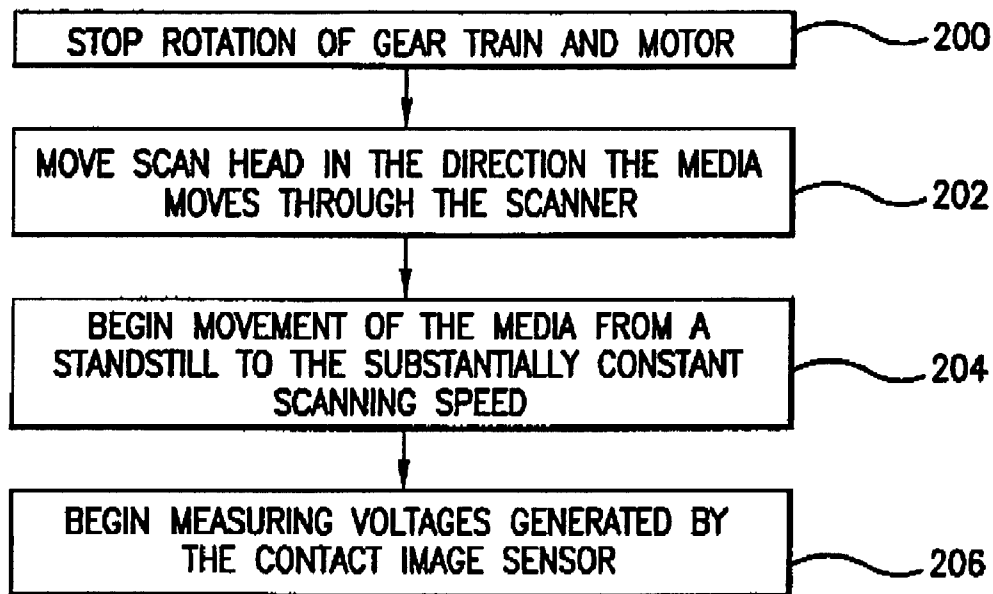 STOP ROTATION OF GEAR TRAIN AND MOTOR
200
MOVE SCAN HEAD IN THE DIRECTION THE MEDIA
MOVES THROUGH THE SCANNER
202
BEGIN MOVEMENT OF THE MEDIA FROM A
STANDSTILL TO THE SUBSTANTIALLY CONSTANT
SCANNING SPEED
204
BEGIN MEASURING VOLTAGES GENERATED BY
THE CONTACT IMAGE SENSOR
206